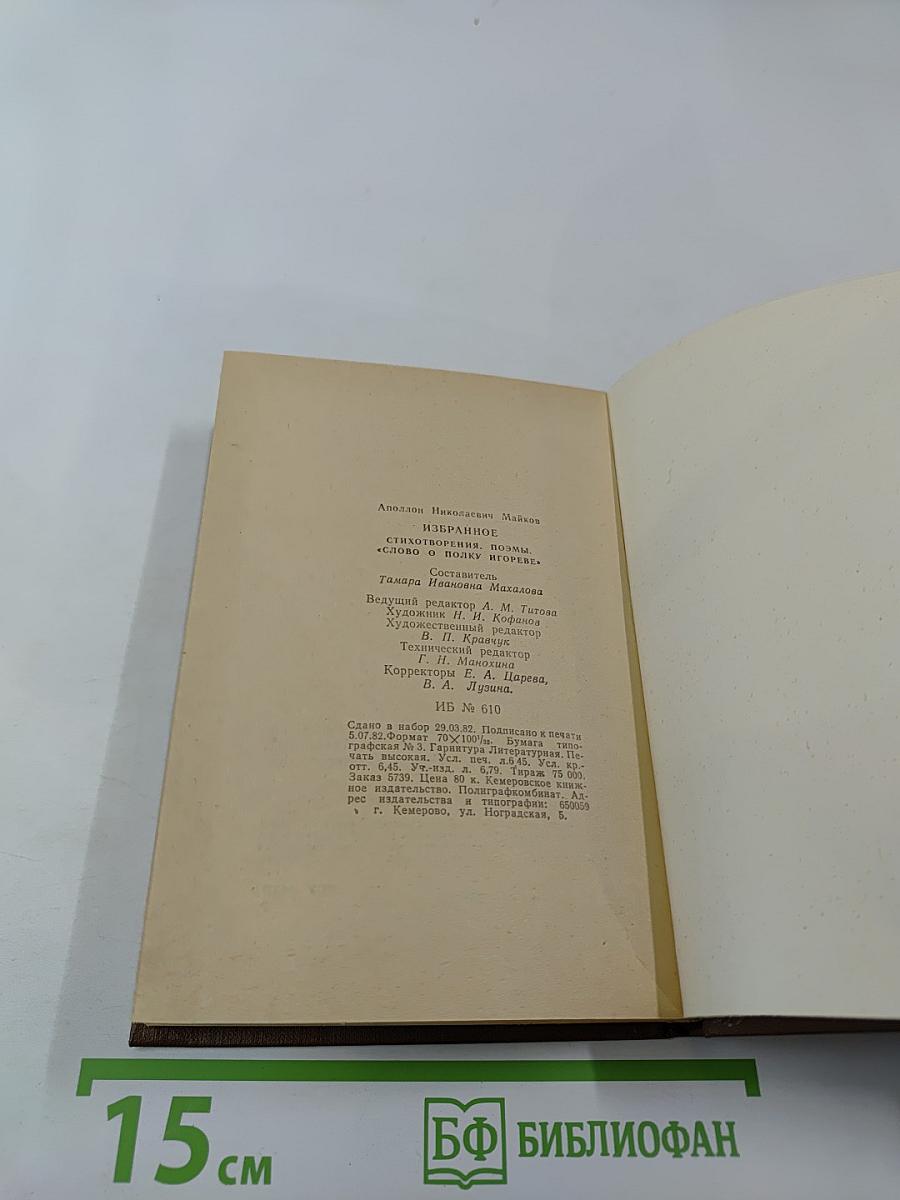 Аполлон Николаевич Майков
ИЗБРАННОЕ
СТИХОТВОРЕНИЯ. ПОЭМЫ.
«СЛОВО О ПОЛКУ ИГОРЕВЕ»
Составитель
Тамара Ивановна Махалова
Ведущий редактор А. М. Титова
Художник Н. И. Кофанов
Художественный редактор
В. П. Кравчук
Технический редактор
Г. Н. Манохина
Корректоры Е. А. Царева,
В. А. Лузина.
ИБ № 610
Сдано в набор 29.03.82. Подписано к печати
5.07.82.Формат 70×100¹/₃₂. Бумага типо-
графская № 3. Гарнитура Литературная. Пе-
чать высокая. Усл. печ. л.6 45. Усл. кр.-
отт. 6,45. Уч.-изд. л. 6,79. Тираж 75 000.
Заказ 5739. Цена 80 к. Кемеровское книж-
ное издательство. Полиграфкомбинат. Ад-
рес издательства и типографии: 650059
г. Кемерово, ул. Ноградская, 5.
15 см
БФ БИБЛИОФАН